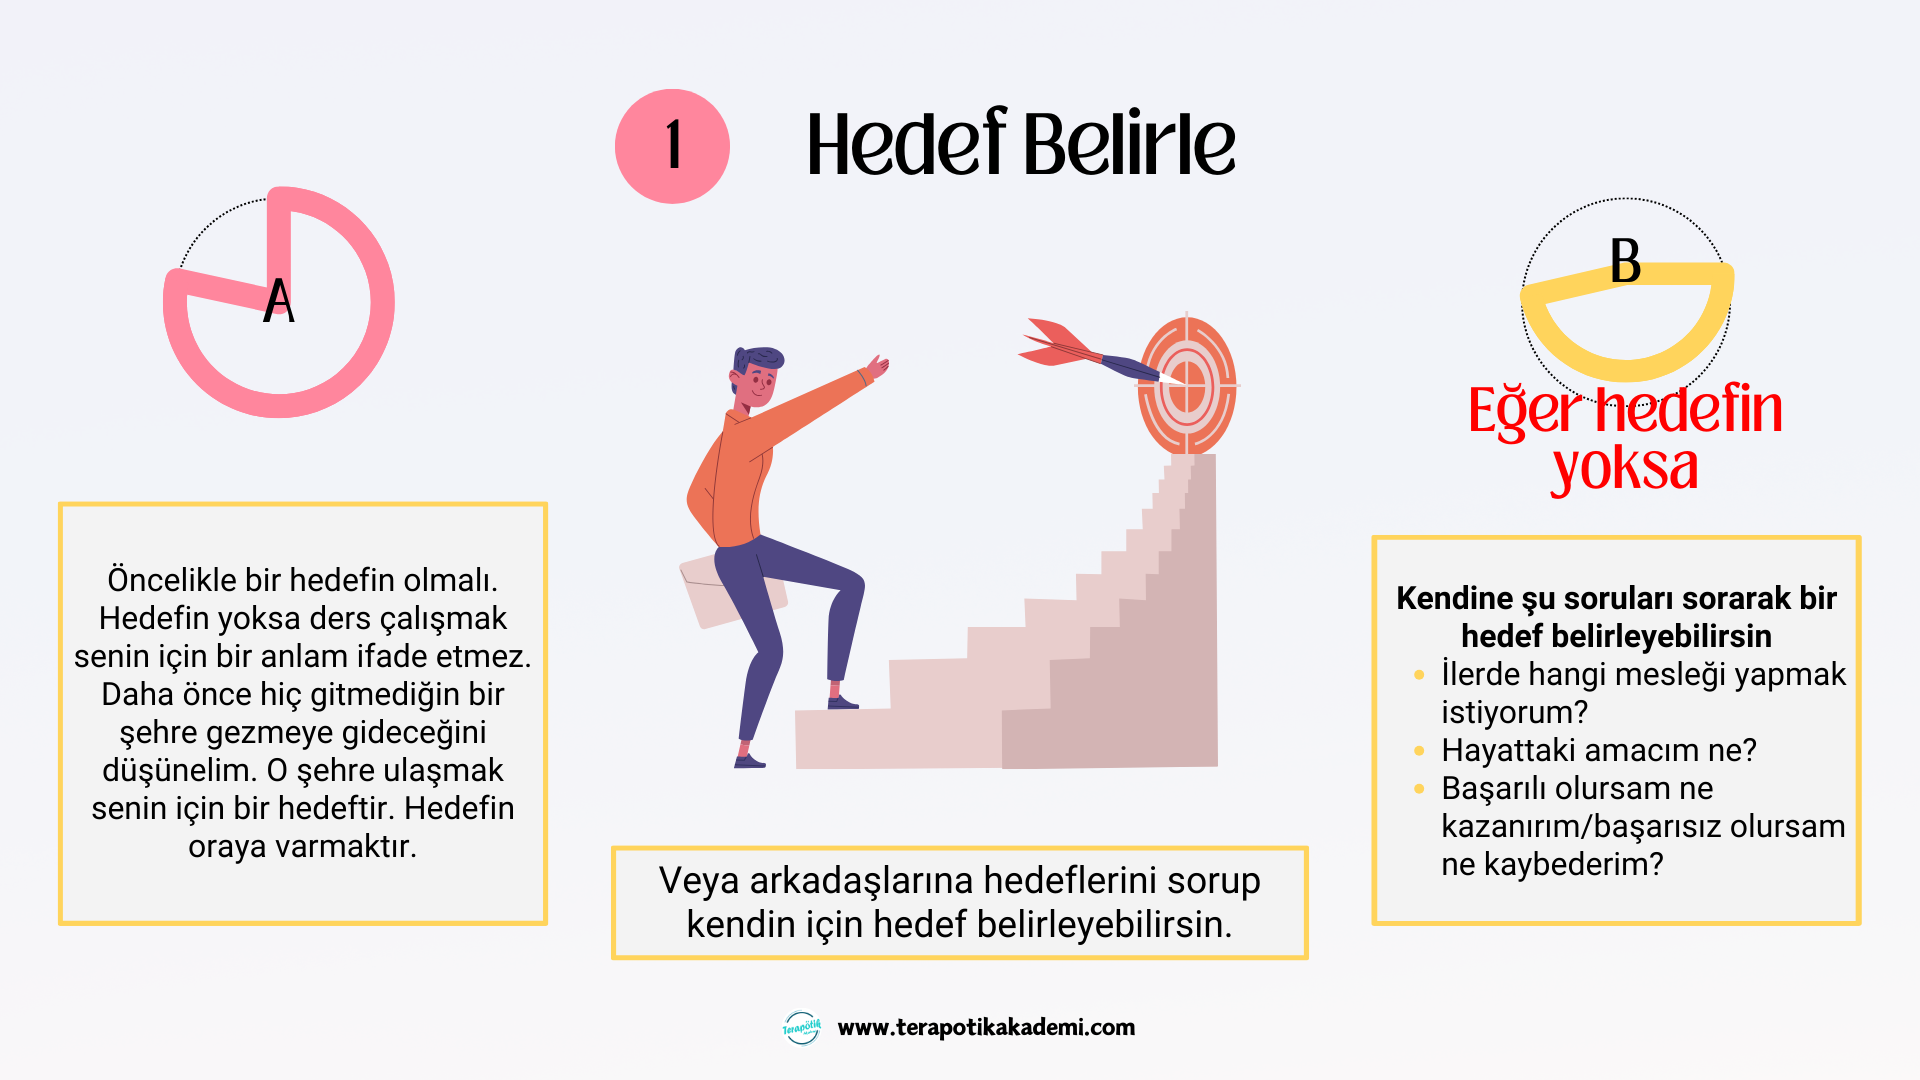 1
Hedef Belirle
A
Öncelikle bir hedefin olmalı.
Hedefin yoksa ders çalışmak
senin için bir anlam ifade etmez.
Daha önce hiç gitmediğin bir
şehre gezmeye gideceğini
düşünelim. O şehre ulaşmak
senin için bir hedeftir. Hedefin
oraya varmaktır.
Veya arkadaşlarına hedeflerini sorup
kendin için hedef belirleyebilirsin.
B
Eğer hedefin
yoksa
Kendine şu soruları sorarak bir
hedef belirleyebilirsin
İlerde hangi mesleği yapmak
istiyorum?
Hayattaki amacım ne?
Başarılı olursam ne
kazanırım/başarısız olursam
ne kaybederim?
Terapötik
www.terapotikakademi.com